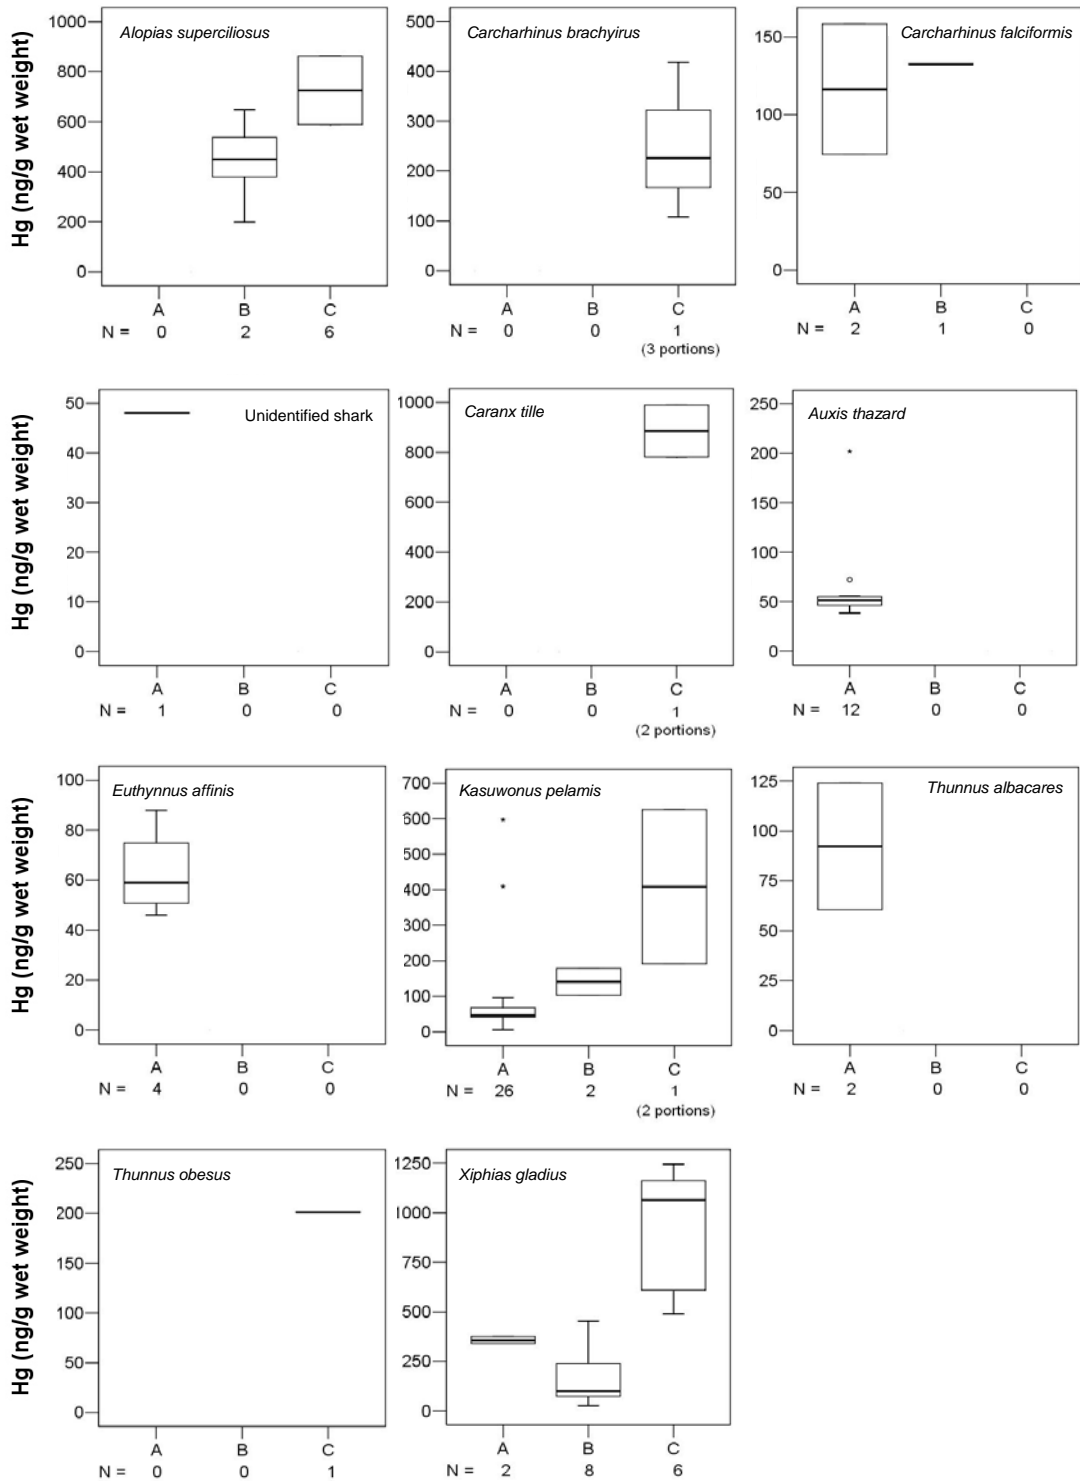 Hg (ng/g wet weight)
1000
800
600
400
200
0
Alopias superciliosus
A B C
N = 0 2 6
500
400
300
200
100
0
Carcharhinus brachyirus
A B C
N = 0 0 1
(3 portions)
150
100
50
0
Carcharhinus falciformis
A B C
N = 2 1 0
Hg (ng/g wet weight)
50
40
30
20
10
0
Unidentified shark
A B C
N = 1 0 0
1000
800
600
400
200
0
Caranx tille
A B C
N = 0 0 1
(2 portions)
250
200
150
100
50
0
Auxis thazard
A B C
N = 12 0 0
Hg (ng/g wet weight)
100
80
60
40
20
0
Euthynnus affinis
A B C
N = 4 0 0
700
600
500
400
300
200
100
0
Kasuwonus pelamis
A B C
N = 26 2 1
(2 portions)
125
100
75
50
25
0
Thunnus albacares
A B C
N = 2 0 0
Hg (ng/g wet weight)
250
200
150
100
50
0
Thunnus obesus
A B C
N = 0 0 1
1250
1000
750
500
250
0
Xiphias gladius
A B C
N = 2 8 6